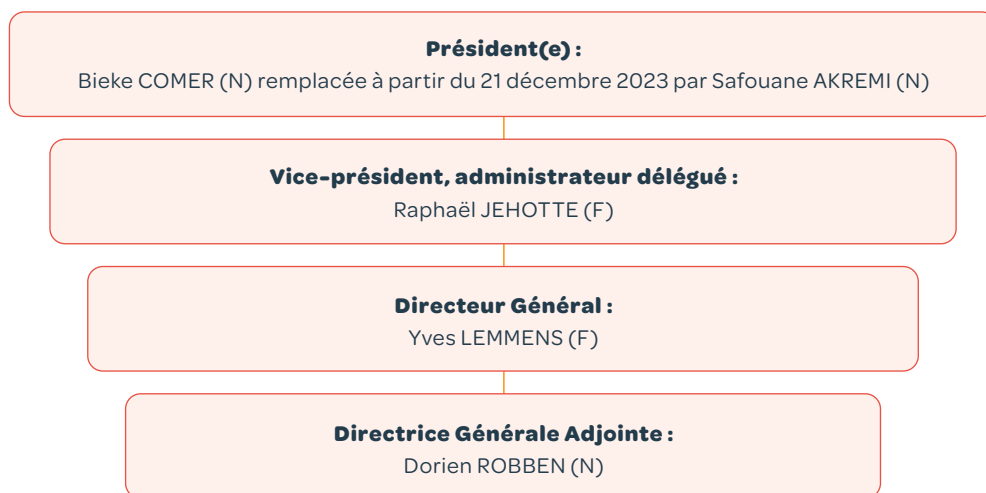 Président(e) :
Bieke COMER (N) remplacée à partir du 21 décembre 2023 par Safouane AKREMI (N)
Vice-président, administrateur délégué :
Raphaël JEHOTTE (F)
Directeur Général :
Yves LEMMENS (F)
Directrice Générale Adjointe :
Dorien ROBBEN (N)